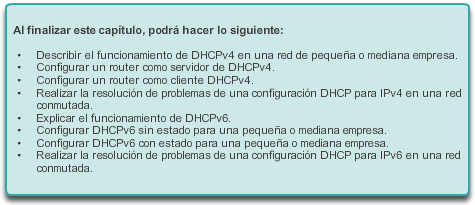 Al finalizar este capítulo, podrá hacer lo siguiente:
• Describir el funcionamiento de DHCPv4 en una red de pequeña o mediana empresa.
• Configurar un router como servidor de DHCPv4.
• Configurar un router como cliente DHCPv4.
• Realizar la resolución de problemas de una configuración DHCP para IPv4 en una red
conmutada.
• Explicar el funcionamiento de DHCPv6.
• Configurar DHCPv6 sin estado para una pequeña o mediana empresa.
• Configurar DHCPv6 con estado para una pequeña o mediana empresa.
• Realizar la resolución de problemas de una configuración DHCP para IPv6 en una red
conmutada.